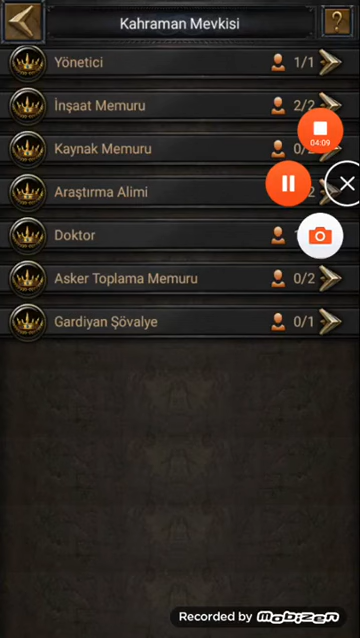 Kahraman Mevkisi
?
Yönetici 1/1
İnşaat Memuru 2/2
04:09
Kaynak Memuru 0/
Araştırma Alimi
Doktor
Asker Toplama Memuru 0/2
Gardiyan Şövalye 0/1
Recorded by Mobizen